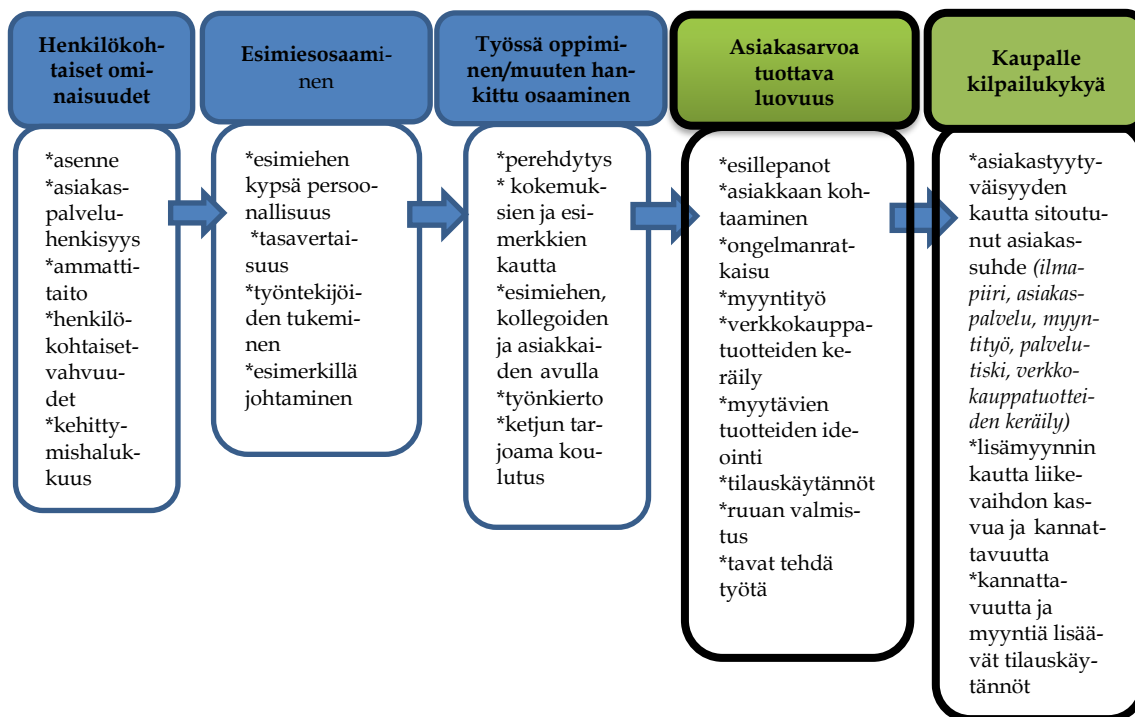 Henkilökoh-
taiset omi-
naisuudet
*asenne
*asiakas-
palvelu-
henkisyys
*ammatti-
taito
*henkilö-
kohtaiset-
vahvuu-
det
*kehitty-
mishaluk-
kuus
Esimiesosaami-
nen
*esimiehen
kypsä persoo-
nallisuus
*tasavertai-
suus
*työntekijöi-
den tukemi-
nen
*esimerkillä
johtaminen
Työssä oppimi-
nen/muuten han-
kittu osaaminen
*perehdytys
* kokemuk-
sien ja esi-
merkkien
kautta
*esimiehen,
kollegoiden
ja asiakkai-
den avulla
*työnkierto
*ketjun tar-
joama kou-
lutus
Asiakasarvoa
tuottava
luovuus
*esillepanot
*asiakkaan koh-
taaminen
*ongelmanrat-
kaisu
*myyntityö
*verkkokauppa-
tuotteiden ke-
räily
*myytävien
tuotteiden ide-
ointi
*tilauskäytännöt
*ruuan valmis-
tus
*tavat tehdä
työtä
Kaupalle
kilpailukykyä
*asiakastyyty-
väisyyden
kautta sitoutu-
nut asiakas-
suhde (ilma-
piiri, asiakas-
palvelu, myyn-
tityö, palvelu-
tiski, verkko-
kauppatuottei-
den keräily)
*lisämyynnin
kautta liike-
vaihdon kas-
vua ja kannat-
tavuutta
*kannatta-
vuutta ja
myyntiä lisää-
vät tilauskäy-
tännöt